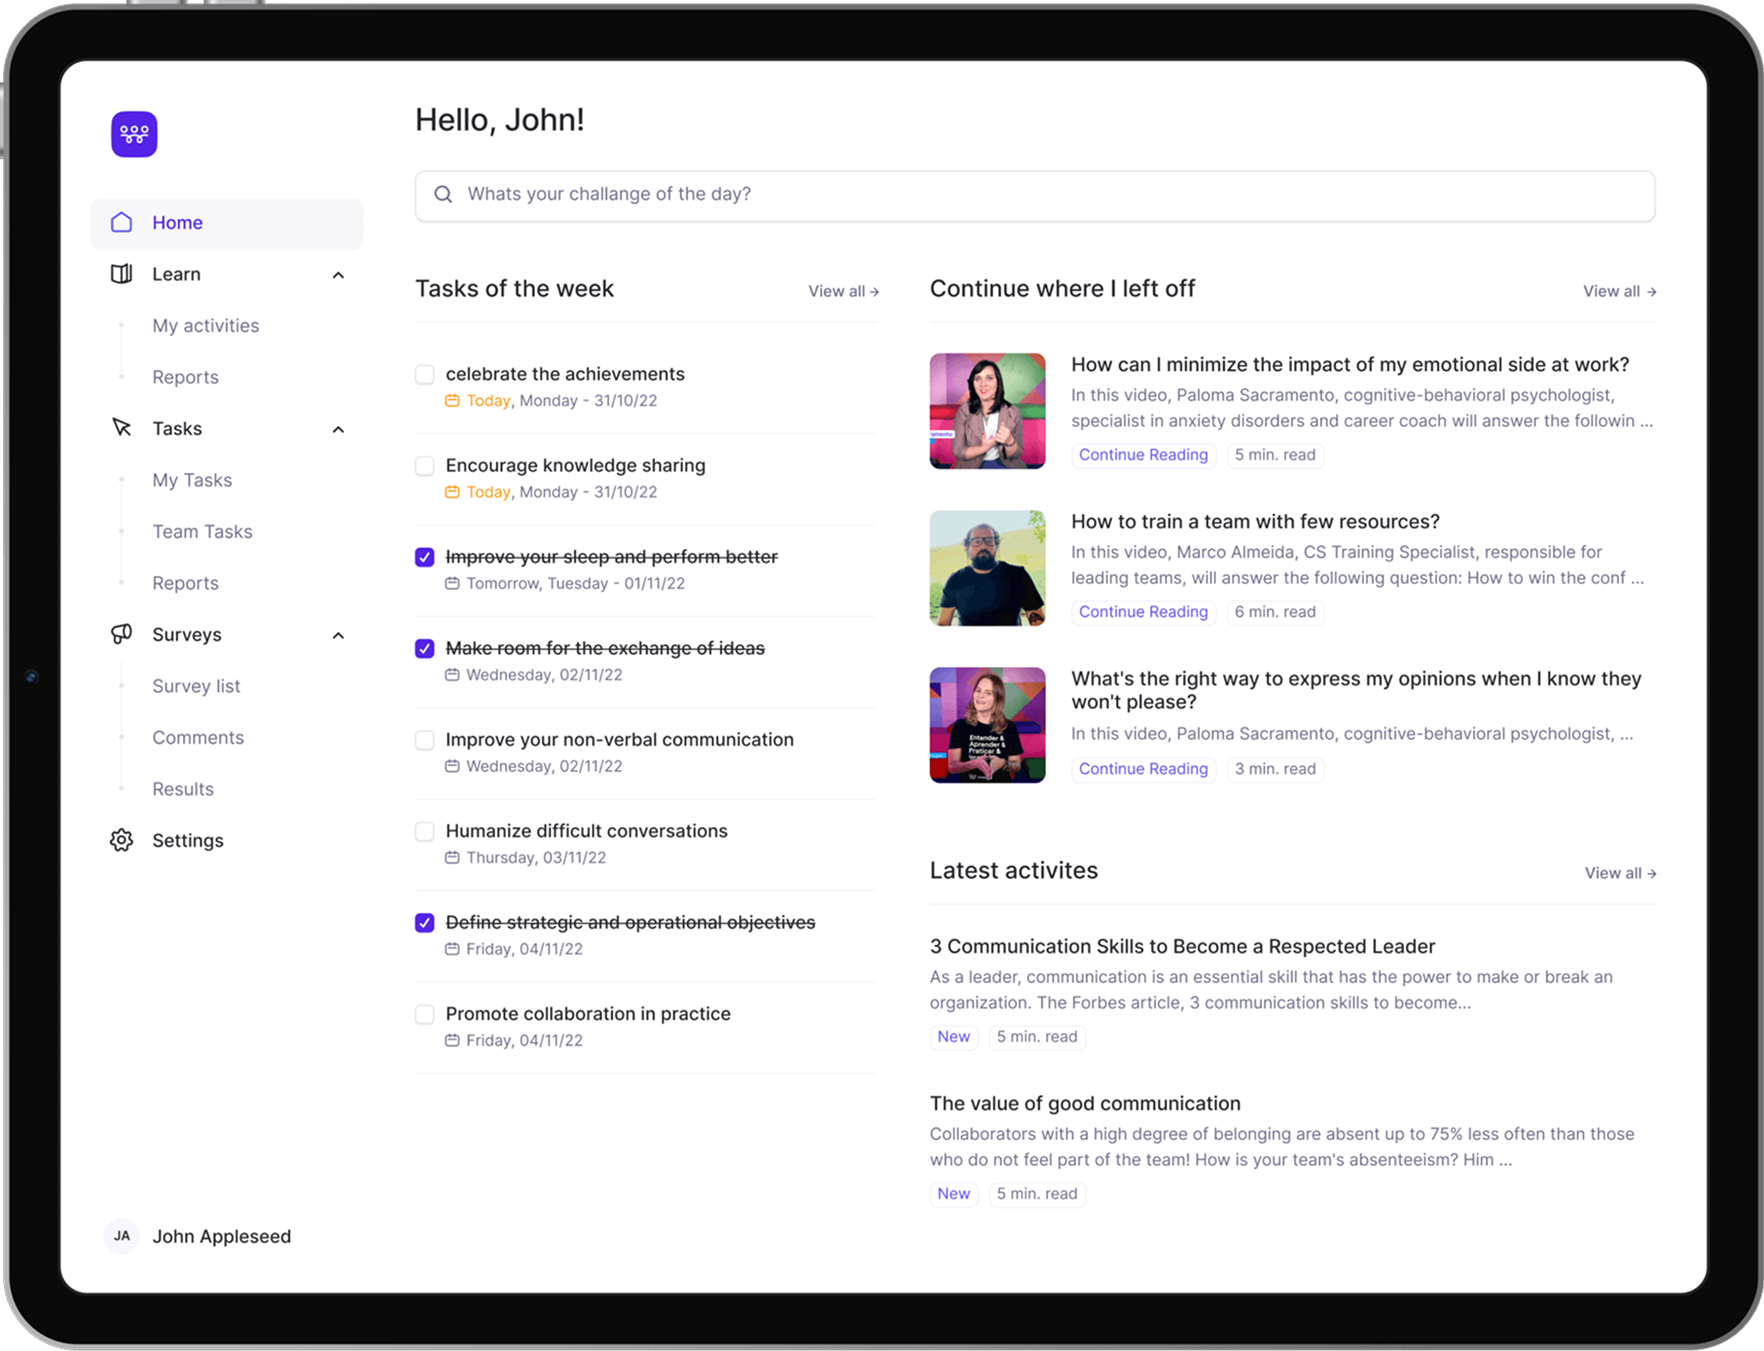 Hello, John!
Whats your challange of the day?
Home
Learn
My activities
Reports
Tasks
My Tasks
Team Tasks
Reports
Surveys
Survey list
Comments
Results
Settings
JA
John Appleseed
Tasks of the week
View all →
celebrate the achievements
Today, Monday - 31/10/22
Encourage knowledge sharing
Today, Monday - 31/10/22
Improve your sleep and perform better
Tomorrow, Tuesday - 01/11/22
Make room for the exchange of ideas
Wednesday, 02/11/22
Improve your non-verbal communication
Wednesday, 02/11/22
Humanize difficult conversations
Thursday, 03/11/22
Define strategic and operational objectives
Friday, 04/11/22
Promote collaboration in practice
Friday, 04/11/22
Continue where I left off
View all →
How can I minimize the impact of my emotional side at work?
In this video, Paloma Sacramento, cognitive-behavioral psychologist,
specialist in anxiety disorders and career coach will answer the followin ...
Continue Reading
5 min. read
How to train a team with few resources?
In this video, Marco Almeida, CS Training Specialist, responsible for
leading teams, will answer the following question: How to win the conf ...
Continue Reading
6 min. read
Entender &
Aprender &
Praticar &
What's the right way to express my opinions when I know they
won't please?
In this video, Paloma Sacramento, cognitive-behavioral psychologist, ...
Continue Reading
3 min. read
Latest activites
View all →
3 Communication Skills to Become a Respected Leader
As a leader, communication is an essential skill that has the power to make or break an
organization. The Forbes article, 3 communication skills to become...
New
5 min. read
The value of good communication
Collaborators with a high degree of belonging are absent up to 75% less often than those
who do not feel part of the team! How is your team's absenteeism? Him ...
New
5 min. read